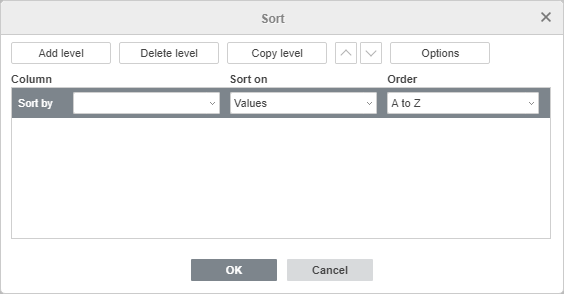 Sort
Add level Delete level Copy level Options
Column Sort on Order
Sort by Values A to Z
OK Cancel